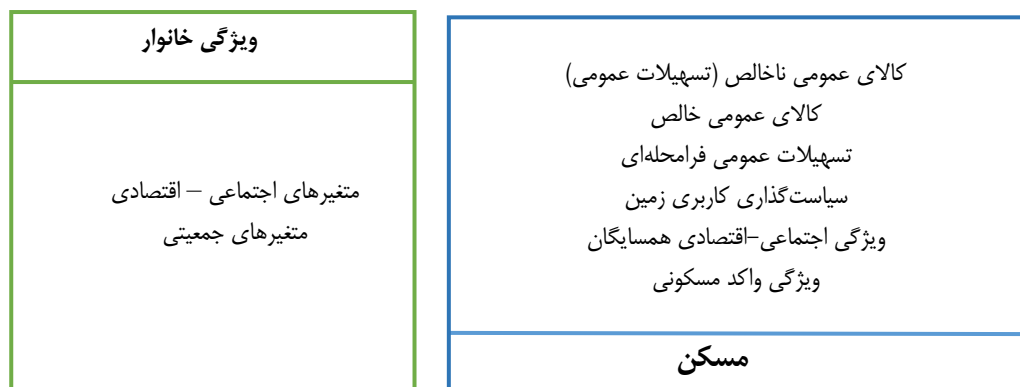 کالای عمومی ناخالص (تسهیلات عمومی)
کالای عمومی خالص
تسهیلات عمومی فرامحله‌ای
سیاست‌گذاری کاربری زمین
ویژگی اجتماعی-اقتصادی همسایگان
ویژگی واکد مسکونی
مسکن
ویژگی خانوار
متغیرهای اجتماعی – اقتصادی
متغیرهای جمعیتی